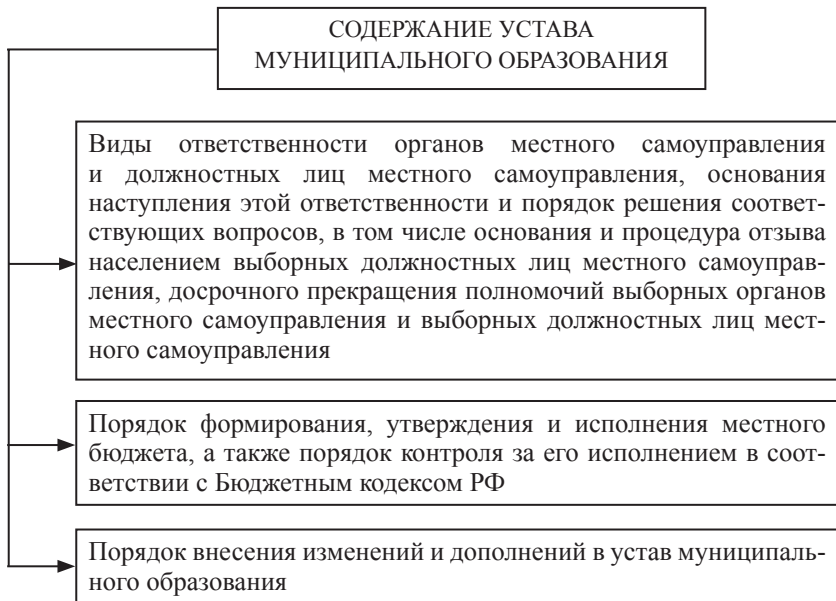 СОДЕРЖАНИЕ УСТАВА
МУНИЦИПАЛЬНОГО ОБРАЗОВАНИЯ
Виды ответственности органов местного самоуправления
и должностных лиц местного самоуправления, основания
наступления этой ответственности и порядок решения соответ-
ствующих вопросов, в том числе основания и процедура отзыва
населением выборных должностных лиц местного самоуправ-
ления, досрочного прекращения полномочий выборных органов
местного самоуправления и выборных должностных лиц мест-
ного самоуправления
Порядок формирования, утверждения и исполнения местного
бюджета, а также порядок контроля за его исполнением в соот-
ветствии с Бюджетным кодексом РФ
Порядок внесения изменений и дополнений в устав муниципаль-
ного образования